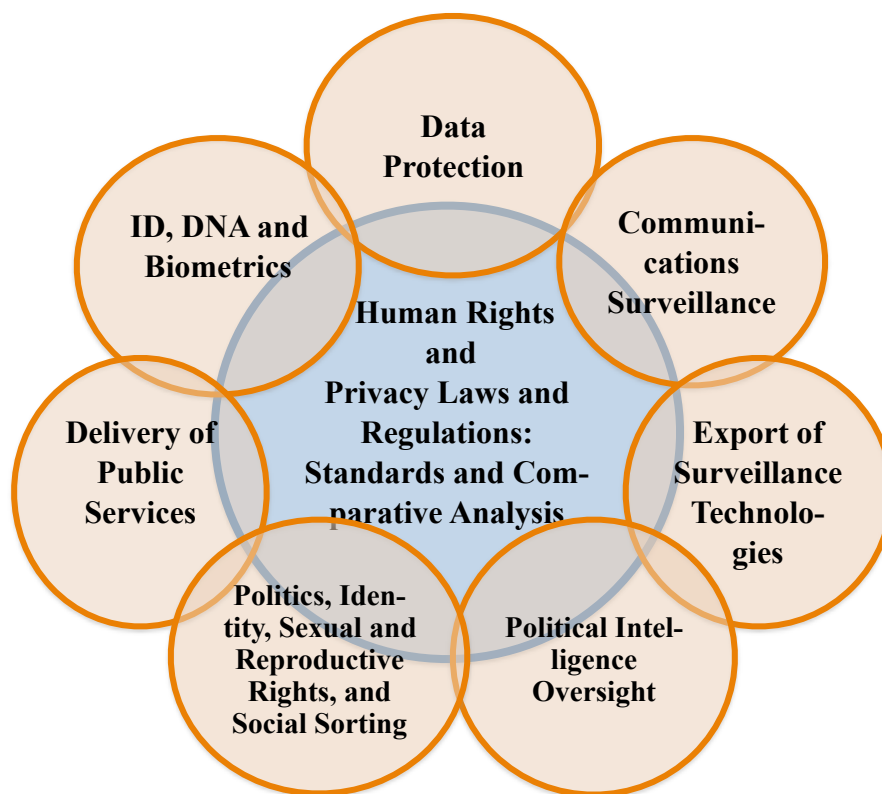 Data
Protection
ID, DNA and
Biometrics
Communi-
cations
Surveillance
Human Rights
and
Privacy Laws and
Regulations:
Standards and Com-
parative Analysis
Delivery of
Public
Services
Export of
Surveillance
Technolo-
gies
Politics, Iden-
tity, Sexual and
Reproductive
Rights, and
Social Sorting
Political Intel-
ligence
Oversight